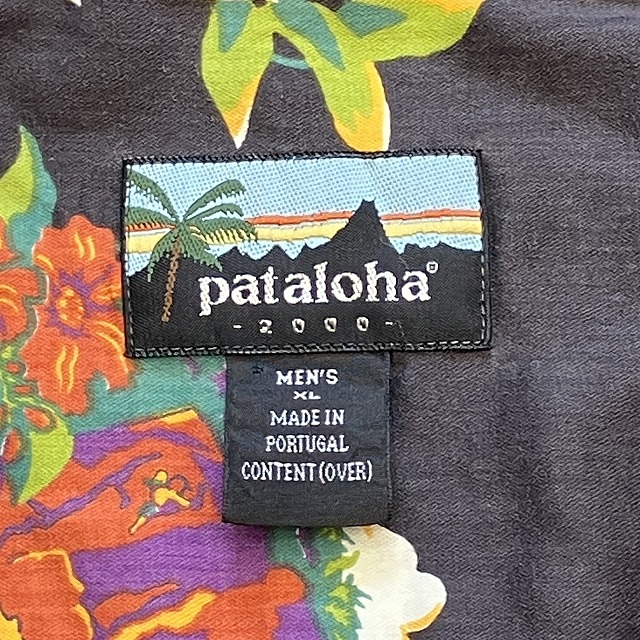 pataloha®
- 2000 -
MEN'S
XL
MADE IN
PORTUGAL
CONTENT (OVER)